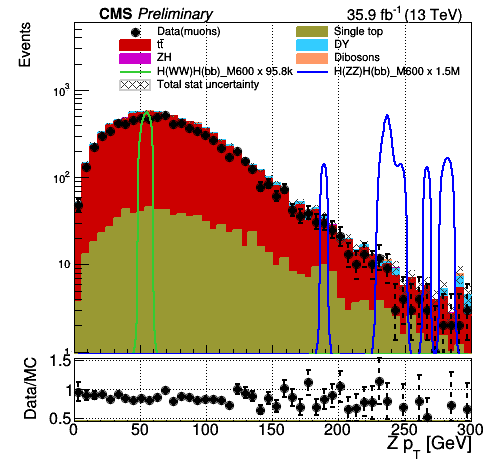 CMS Preliminary 35.9 fb⁻¹ (13 TeV)
Events
Data(muons) Single top
tt̄ DY
ZH Dibosons
H(WW)H(bb)_M600 x 95.8k H(ZZ)H(bb)_M600 x 1.5M
Total stat uncertainty
10³
10²
10
1
Data/MC
1.5
1.0
0.5
0 50 100 150 200 250 300
Z p_T [GeV]